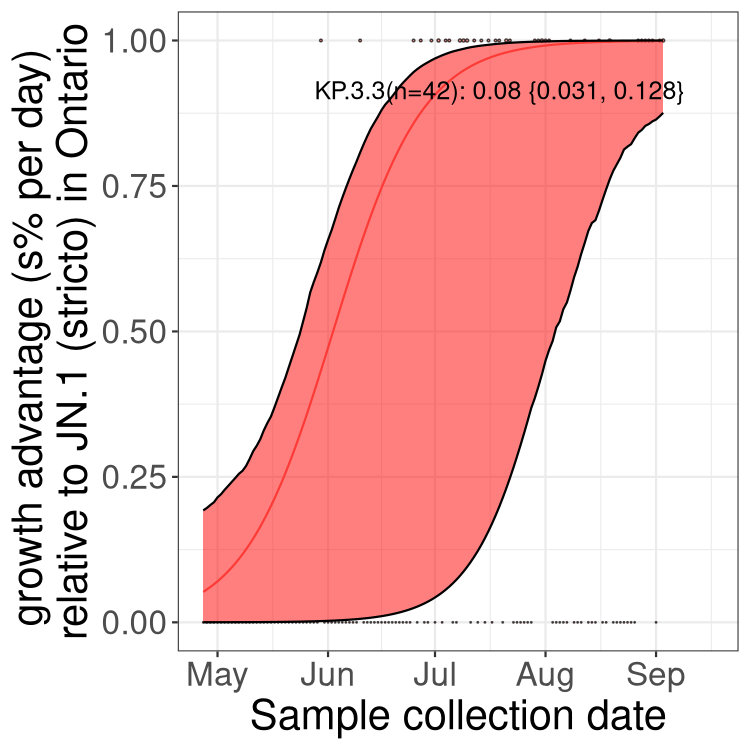 growth advantage (s% per day)
relative to JN.1 (stricto) in Ontario
1.00
0.75
0.50
0.25
0.00
KP.3.3(n=42): 0.08 {0.031, 0.128}
May Jun Jul Aug Sep
Sample collection date